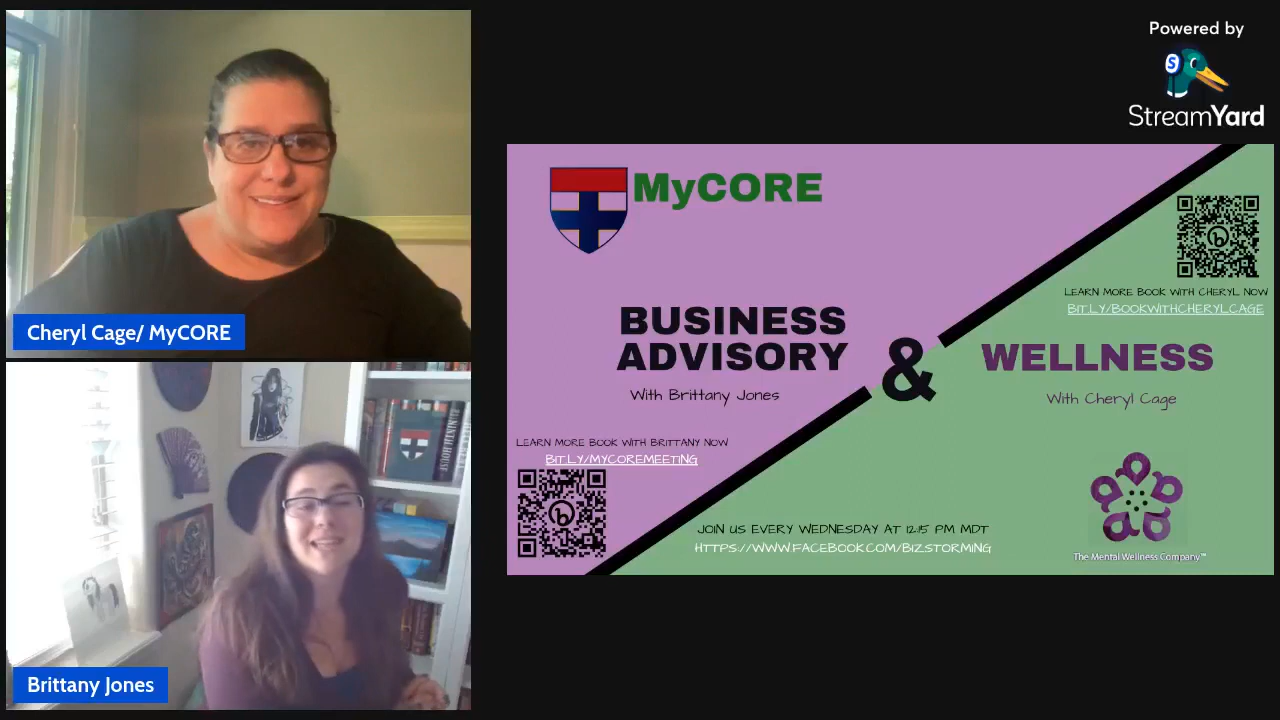 Cheryl Cage/ MyCORE
Brittany Jones
Powered by
StreamYard
MyCORE
BUSINESS
ADVISORY
With Brittany Jones
LEARN MORE BOOK WITH BRITTANY NOW
BIT.LY/MYCOREMEETING
&
LEARN MORE BOOK WITH CHERYL NOW
BIT.LY/BOOKWITHCHERYLCAGE
WELLNESS
With Cheryl Cage
JOIN US EVERY WEDNESDAY AT 12:15 PM MDT
HTTPS://WWW.FACEBOOK.COM/BIZSTORMING
The Mental Wellness Company™